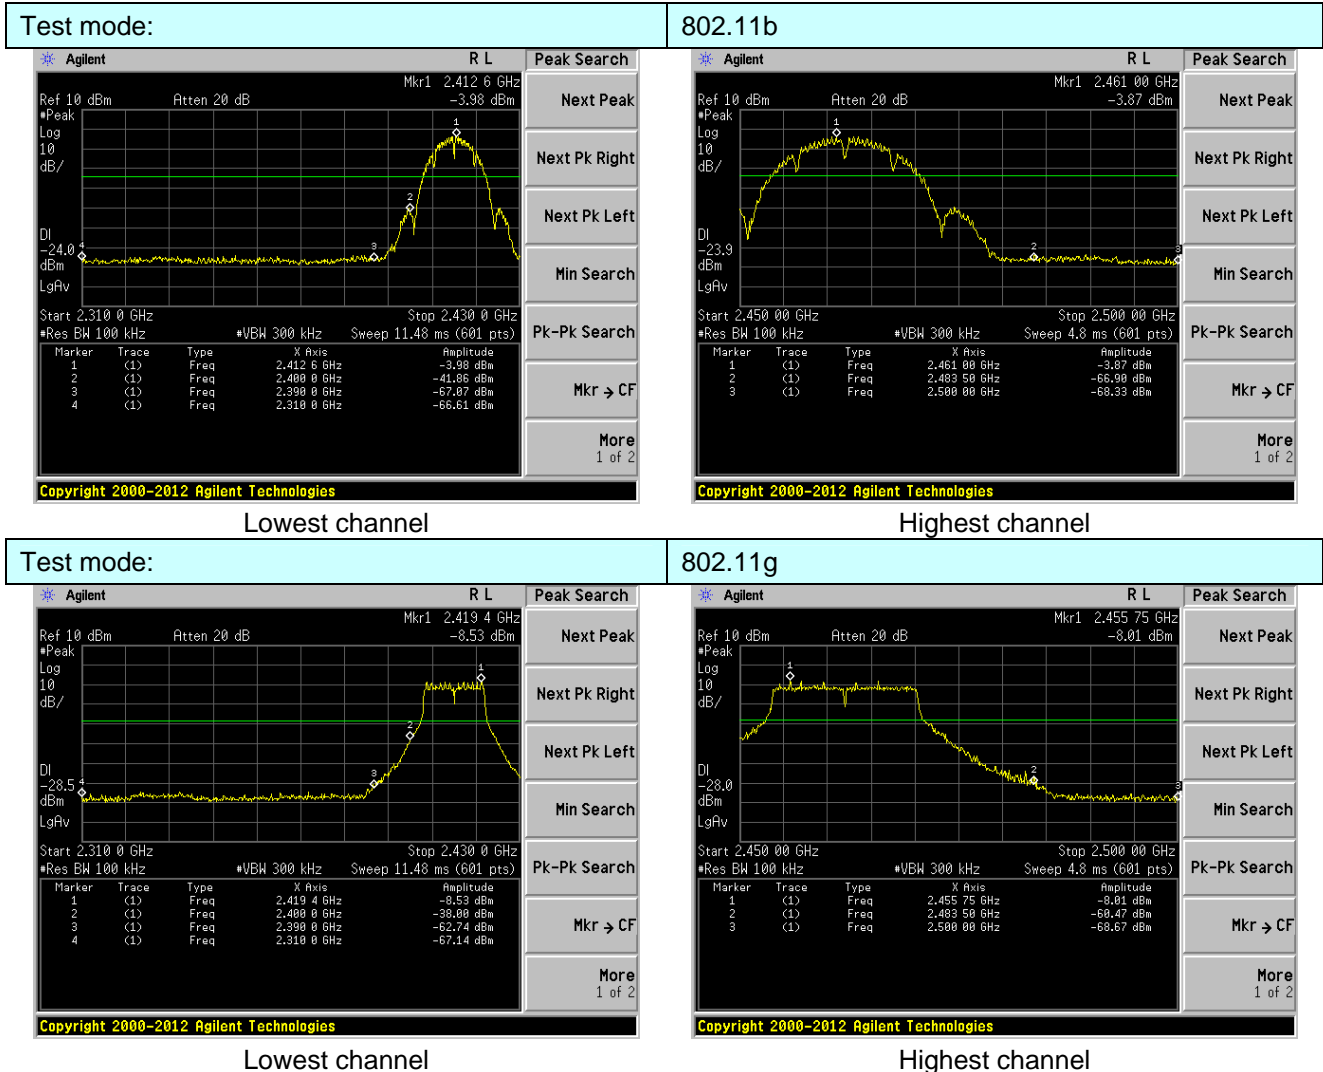 Test mode:
802.11b
Agilent
R L
Peak Search
Mkr1 2.412 6 GHz
Ref 10 dBm
Atten 20 dB
-3.98 dBm
Next Peak
#Peak
Log
10
dB/
1
2
3
4
Next Pk Right
Next Pk Left
DI
-24.0
dBm
LgAv
Min Search
Start 2.310 0 GHz
Stop 2.430 0 GHz
#Res BW 100 kHz
#VBW 300 kHz
Sweep 11.48 ms (601 pts)
Pk-Pk Search
Marker Trace Type X Axis Amplitude
1 (1) Freq 2.412 6 GHz -3.98 dBm
2 (1) Freq 2.400 0 GHz -41.86 dBm
3 (1) Freq 2.390 0 GHz -67.07 dBm
4 (1) Freq 2.310 0 GHz -66.61 dBm
Mkr → CF
More
1 of 2
Copyright 2000-2012 Agilent Technologies
Agilent
R L
Peak Search
Mkr1 2.461 00 GHz
Ref 10 dBm
Atten 20 dB
-3.87 dBm
Next Peak
#Peak
Log
10
dB/
1
2
3
Next Pk Right
Next Pk Left
DI
-23.9
dBm
LgAv
Min Search
Start 2.450 00 GHz
Stop 2.500 00 GHz
#Res BW 100 kHz
#VBW 300 kHz
Sweep 4.8 ms (601 pts)
Pk-Pk Search
Marker Trace Type X Axis Amplitude
1 (1) Freq 2.461 00 GHz -3.87 dBm
2 (1) Freq 2.483 50 GHz -66.90 dBm
3 (1) Freq 2.500 00 GHz -68.33 dBm
Mkr → CF
More
1 of 2
Copyright 2000-2012 Agilent Technologies
Lowest channel
Highest channel
Test mode:
802.11g
Agilent
R L
Peak Search
Mkr1 2.419 4 GHz
Ref 10 dBm
Atten 20 dB
-8.53 dBm
Next Peak
#Peak
Log
10
dB/
1
2
3
4
Next Pk Right
Next Pk Left
DI
-28.5
dBm
LgAv
Min Search
Start 2.310 0 GHz
Stop 2.430 0 GHz
#Res BW 100 kHz
#VBW 300 kHz
Sweep 11.48 ms (601 pts)
Pk-Pk Search
Marker Trace Type X Axis Amplitude
1 (1) Freq 2.419 4 GHz -8.53 dBm
2 (1) Freq 2.400 0 GHz -38.00 dBm
3 (1) Freq 2.390 0 GHz -62.74 dBm
4 (1) Freq 2.310 0 GHz -67.14 dBm
Mkr → CF
More
1 of 2
Copyright 2000-2012 Agilent Technologies
Agilent
R L
Peak Search
Mkr1 2.455 75 GHz
Ref 10 dBm
Atten 20 dB
-8.01 dBm
Next Peak
#Peak
Log
10
dB/
1
2
3
Next Pk Right
Next Pk Left
DI
-28.0
dBm
LgAv
Min Search
Start 2.450 00 GHz
Stop 2.500 00 GHz
#Res BW 100 kHz
#VBW 300 kHz
Sweep 4.8 ms (601 pts)
Pk-Pk Search
Marker Trace Type X Axis Amplitude
1 (1) Freq 2.455 75 GHz -8.01 dBm
2 (1) Freq 2.483 50 GHz -60.47 dBm
3 (1) Freq 2.500 00 GHz -68.67 dBm
Mkr → CF
More
1 of 2
Copyright 2000-2012 Agilent Technologies
Lowest channel
Highest channel